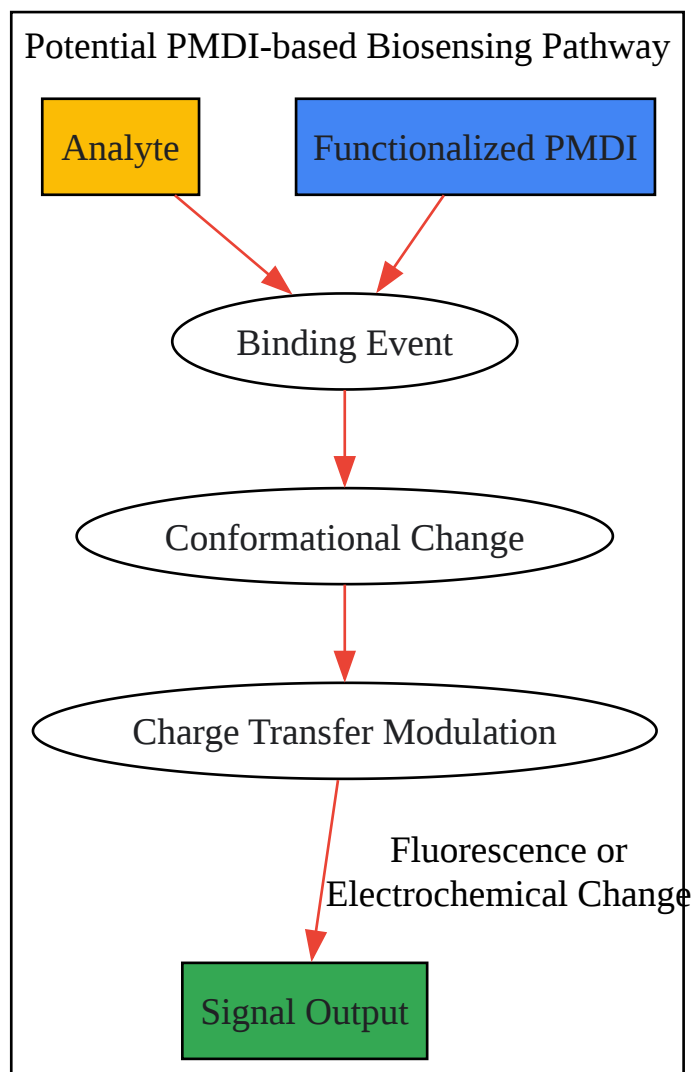 Potential PMDI-based Biosensing Pathway
Analyte
Functionalized PMDI
Binding Event
Conformational Change
Charge Transfer Modulation
Fluorescence or
Electrochemical Change
Signal Output